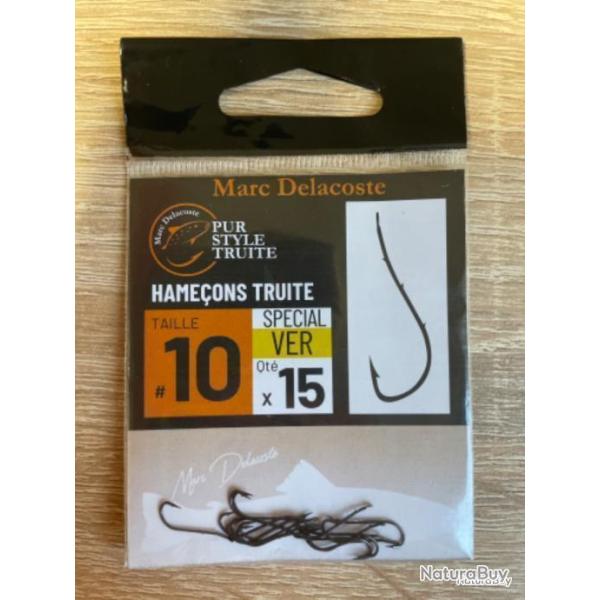 Marc Delacoste
Marc Delacoste
PUR
STYLE
TRUITE
HAMEÇONS TRUITE
TAILLE
#10
SPECIAL
VER
Qté
x 15
Marc Delacoste
NaturaBuy